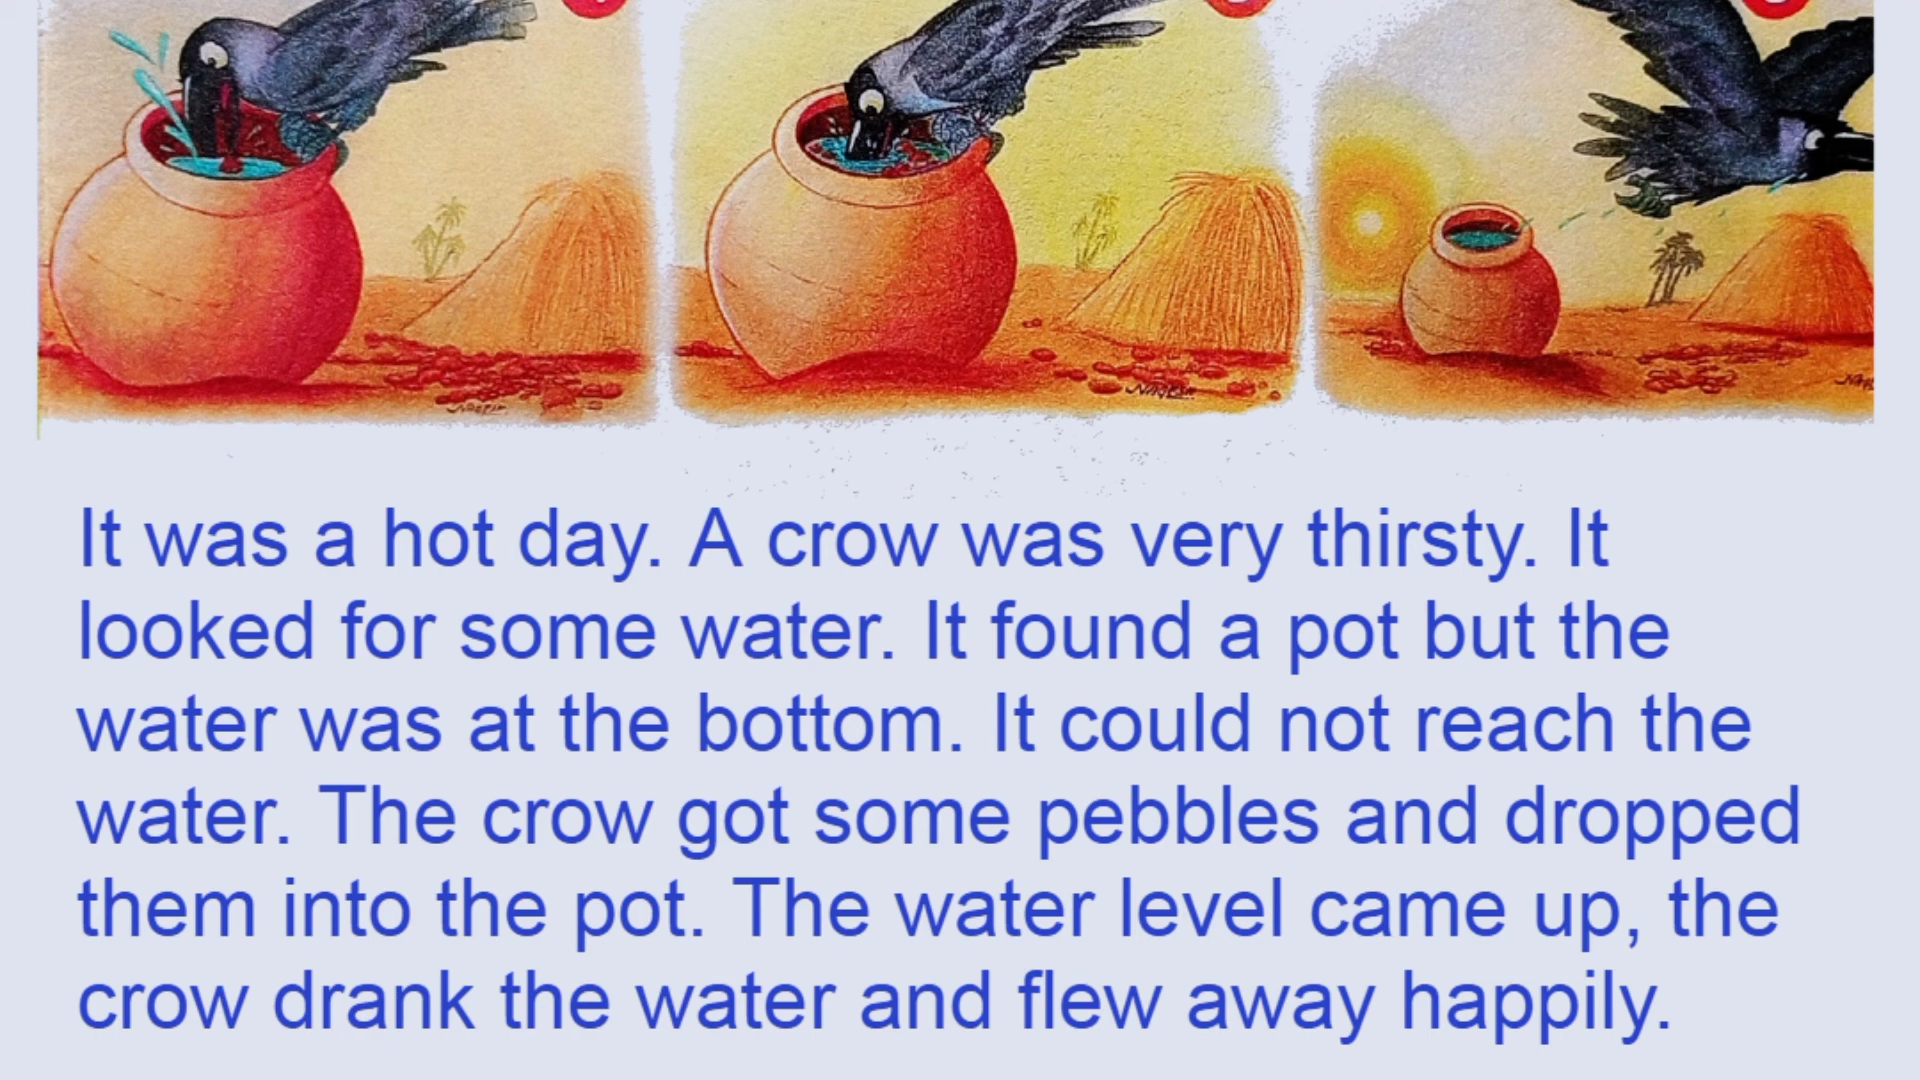 It was a hot day. A crow was very thirsty. It
looked for some water. It found a pot but the
water was at the bottom. It could not reach the
water. The crow got some pebbles and dropped
them into the pot. The water level came up, the
crow drank the water and flew away happily.